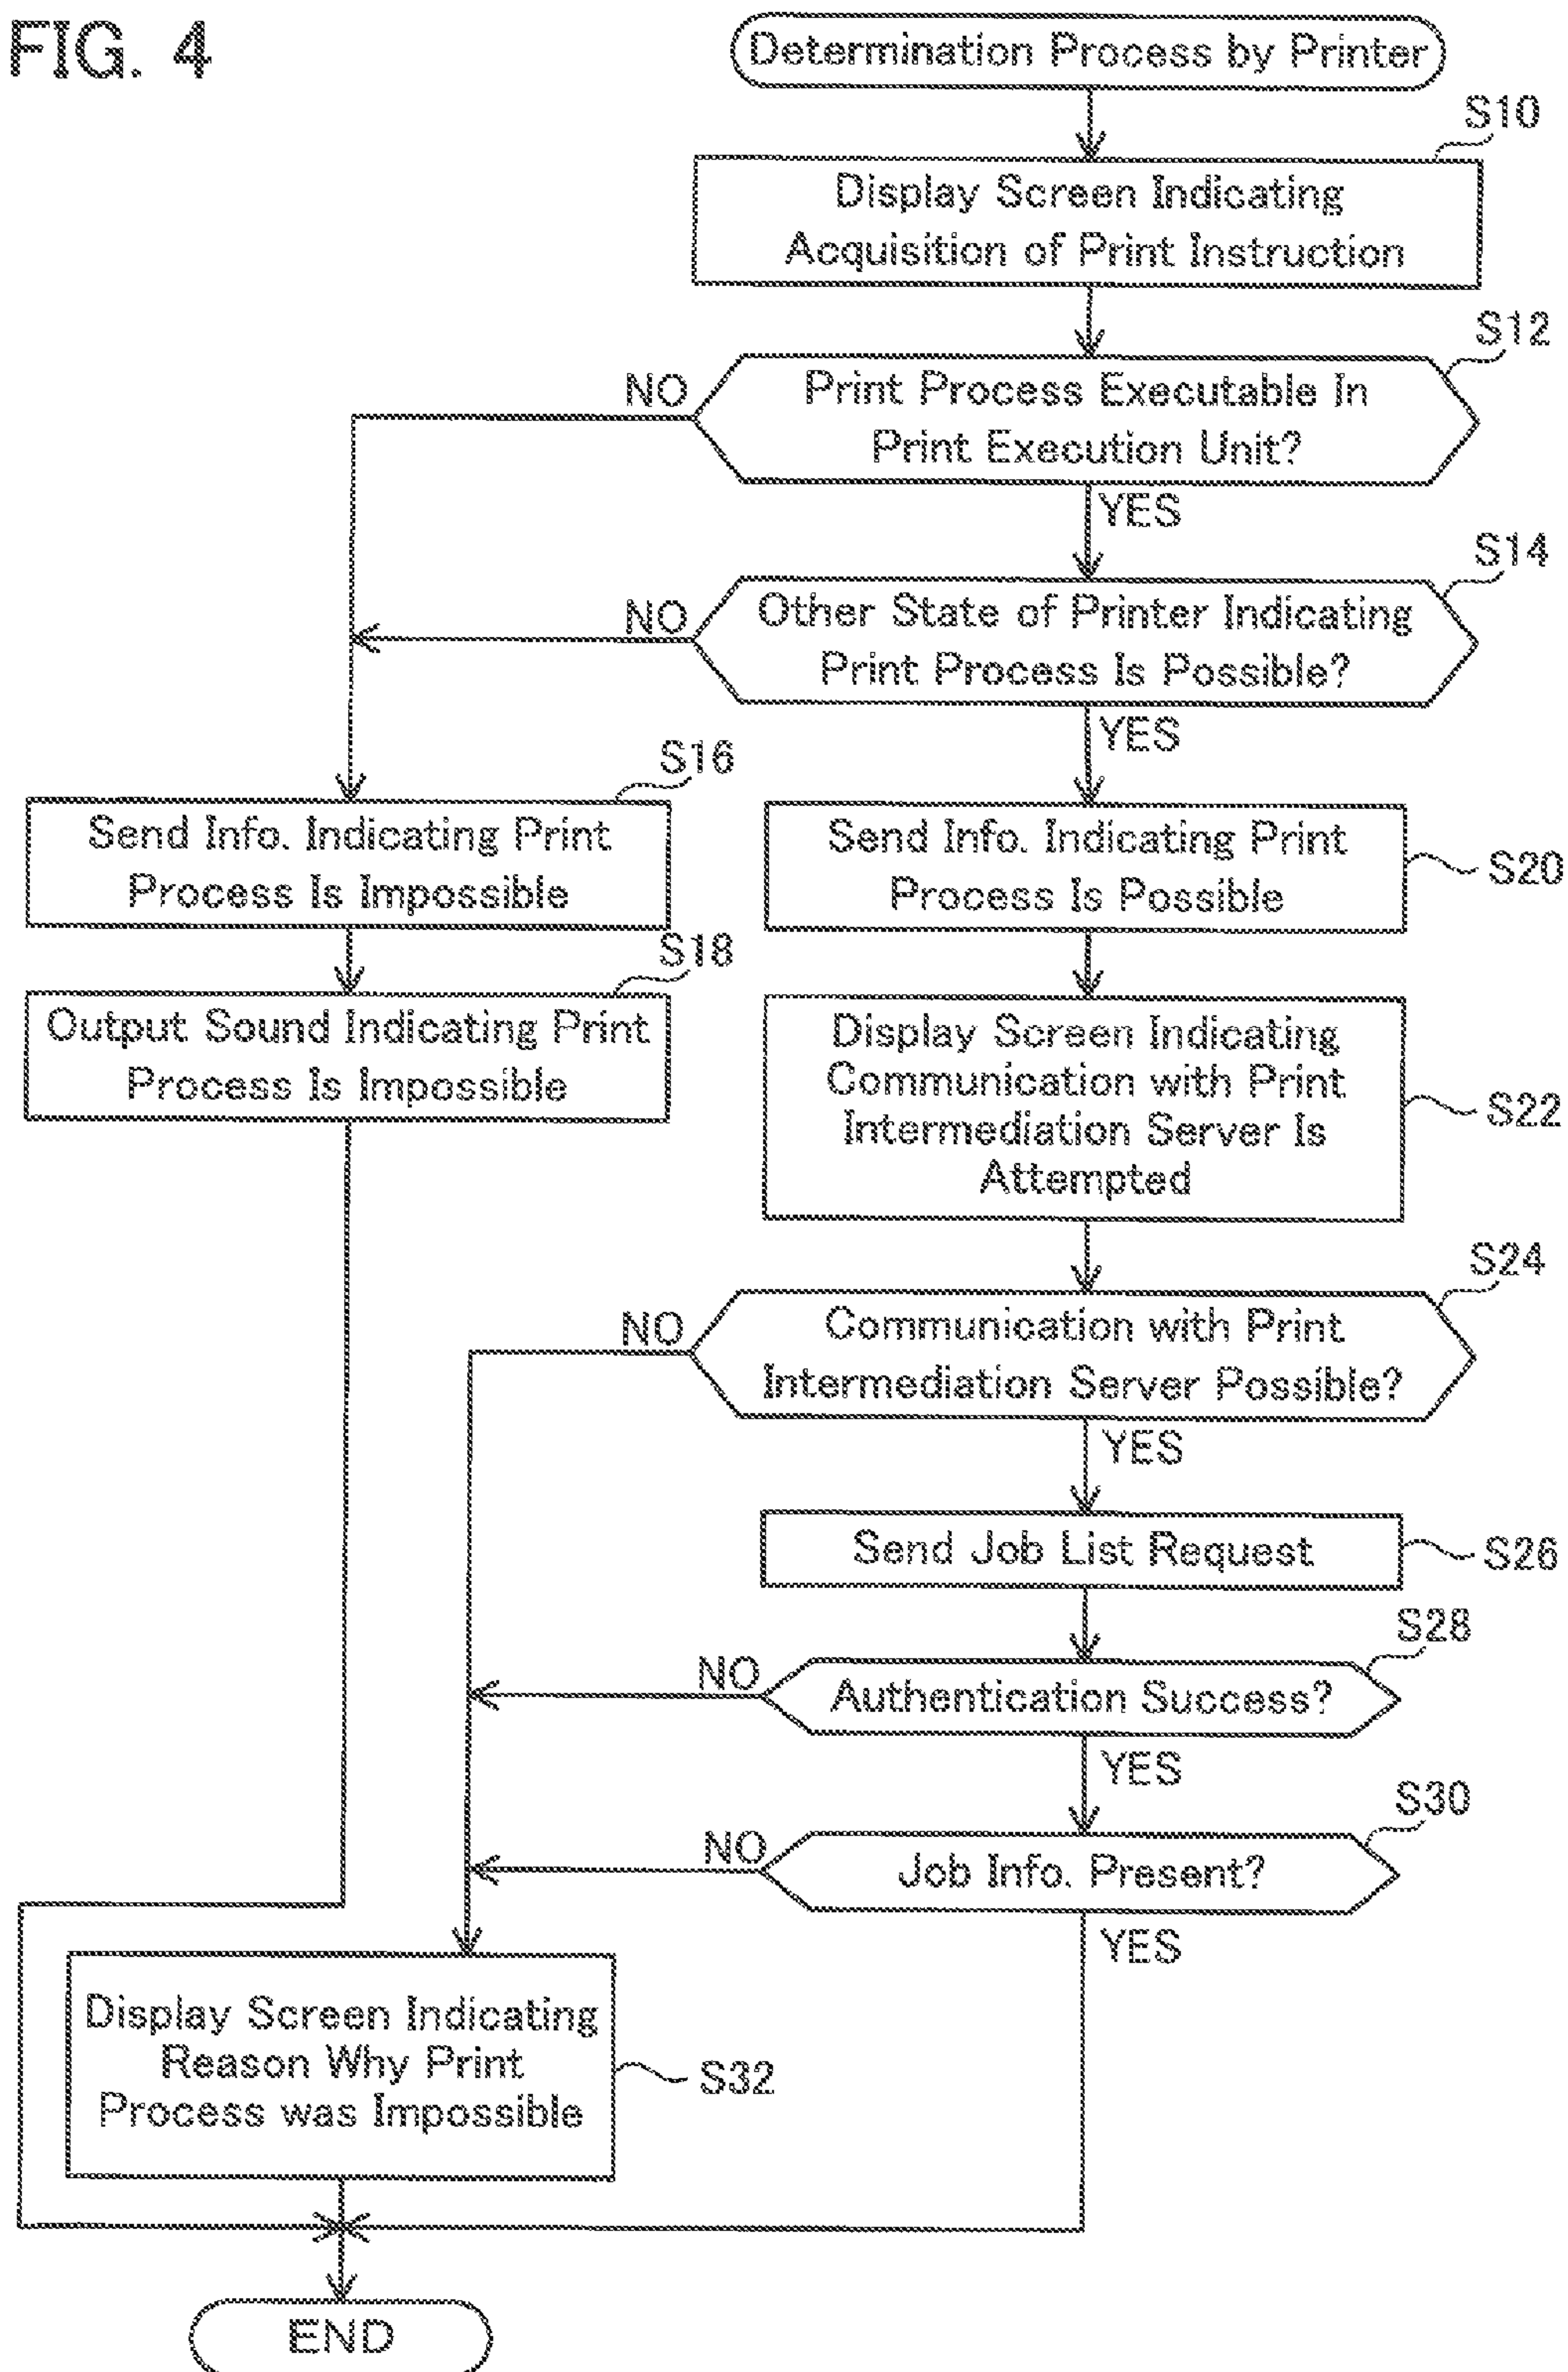 FIG. 4
Determination Process by Printer
S10
Display Screen Indicating
Acquisition of Print Instruction
S12
NO
Print Process Executable In
Print Execution Unit?
YES
S14
NO
Other State of Printer Indicating
Print Process Is Possible?
YES
S16
Send Info. Indicating Print
Process Is Impossible
Send Info. Indicating Print
Process Is Possible
S20
S18
Output Sound Indicating Print
Process Is Impossible
Display Screen Indicating
Communication with Print
Intermediation Server Is
Attempted
S22
S24
NO
Communication with Print
Intermediation Server Possible?
YES
Send Job List Request
S26
S28
NO
Authentication Success?
YES
S30
NO
Job Info. Present?
YES
Display Screen Indicating
Reason Why Print
Process was Impossible
S32
END